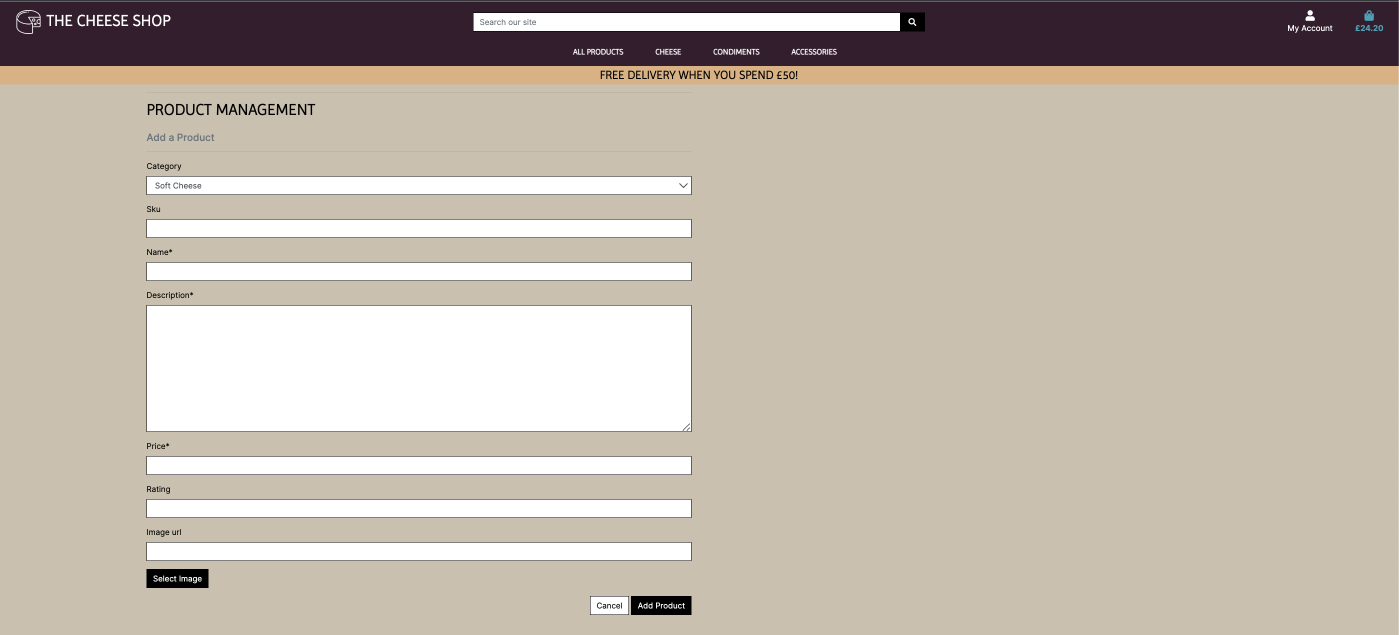 THE CHEESE SHOP
Search our site
My Account
£24.20
ALL PRODUCTS CHEESE CONDIMENTS ACCESSORIES
FREE DELIVERY WHEN YOU SPEND £50!
PRODUCT MANAGEMENT
Add a Product
Category
Soft Cheese
Sku
Name*
Description*
Price*
Rating
Image url
Select Image
Cancel Add Product